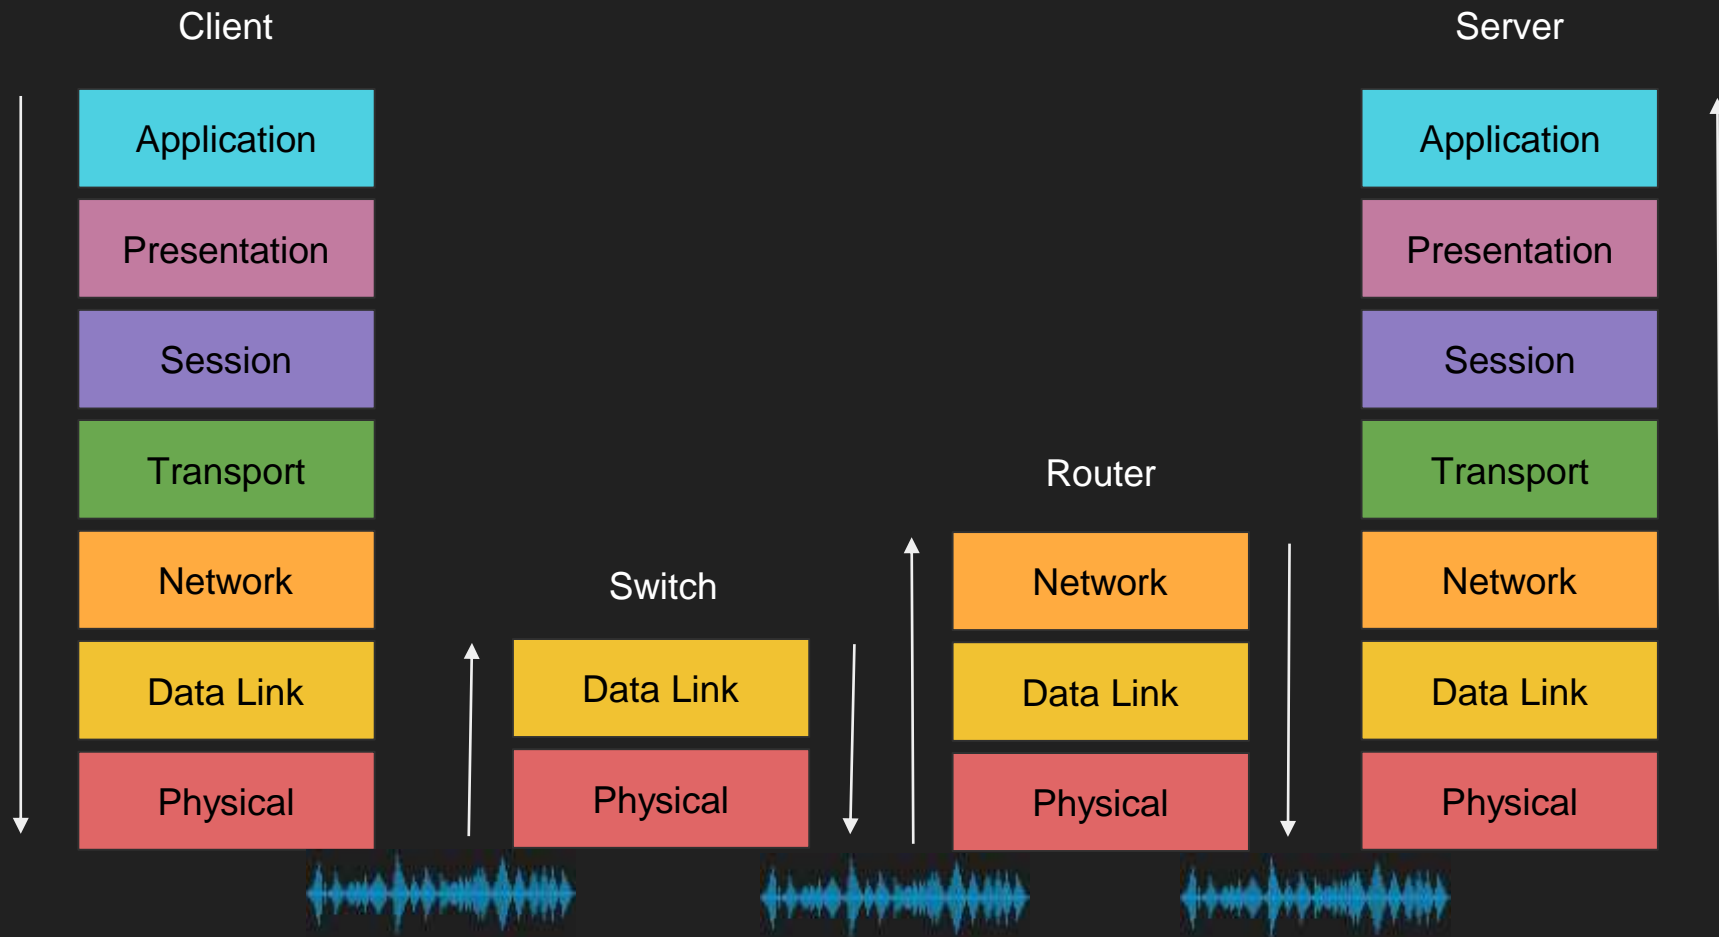 Client
Application
Presentation
Session
Transport
Network
Data Link
Physical
Switch
Data Link
Physical
Router
Network
Data Link
Physical
Server
Application
Presentation
Session
Transport
Network
Data Link
Physical